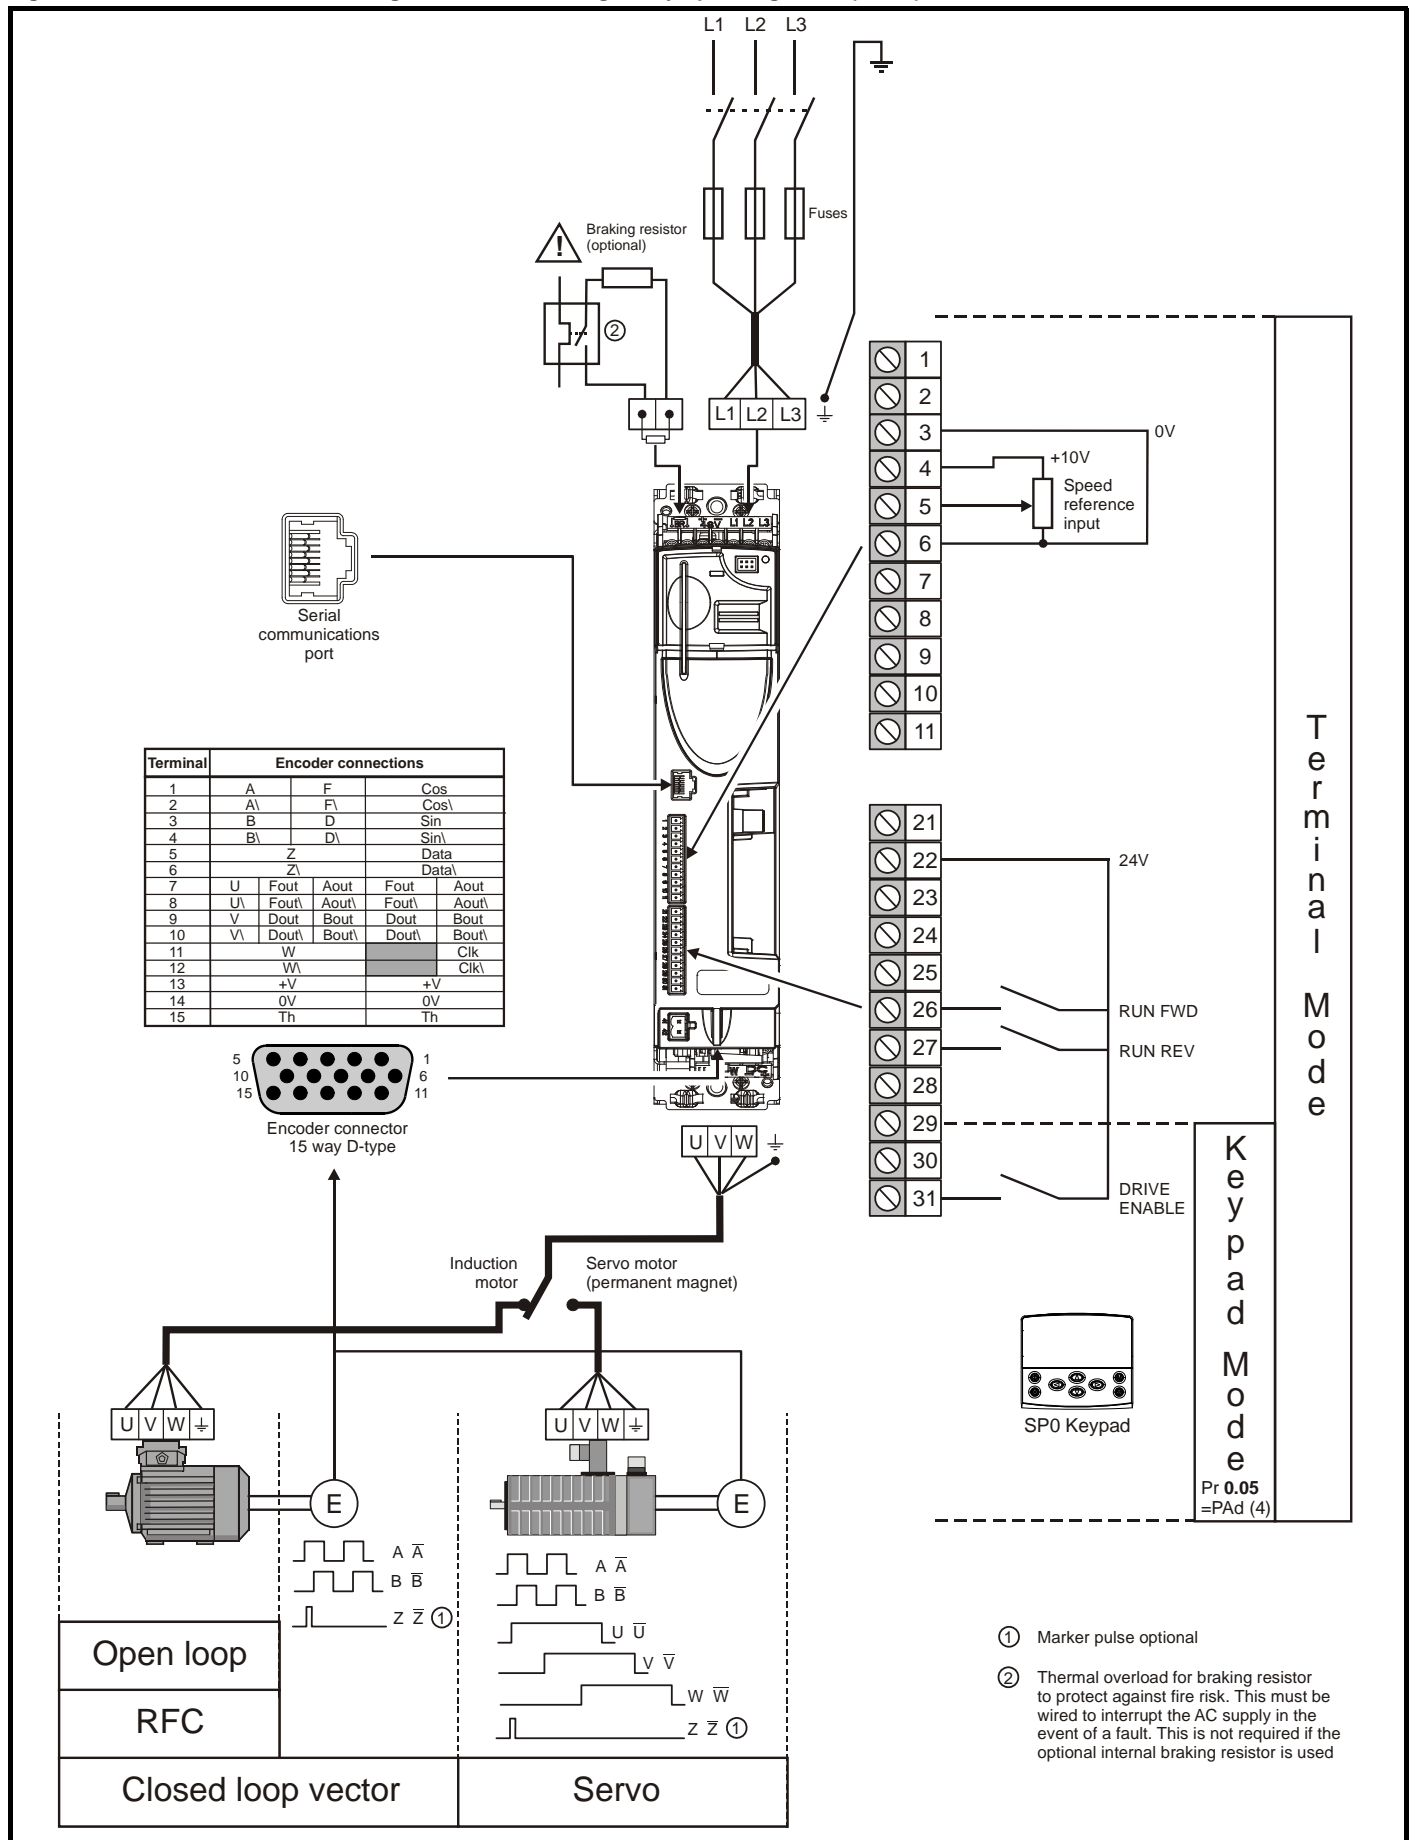 L1 L2 L3
Fuses
Braking resistor
(optional)
!
2
L1 L2 L3
1
2
3
4
5
6
7
8
9
10
11
0V
+10V
Speed
reference
input
L1 L2 L3
Serial
communications
port
Terminal Encoder connections
1 A F Cos
2 A\ F\ Cos\
3 B D Sin
4 B\ D\ Sin\
5 Z Data
6 Z\ Data\
7 U Fout Aout Fout Aout
8 U\ Fout\ Aout\ Fout\ Aout\
9 V Dout Bout Dout Bout
10 V\ Dout\ Bout\ Dout\ Bout\
11 W Clk
12 W\ Clk\
13 +V +V
14 0V 0V
15 Th Th
5 1
10 6
15 11
Encoder connector
15 way D-type
21
22
23
24
25
26
27
28
29
30
31
24V
RUN FWD
RUN REV
DRIVE
ENABLE
Terminal Mode
Keypad Mode
Pr 0.05
=PAd (4)
SP0 Keypad
U V W
Induction
motor
Servo motor
(permanent magnet)
U V W
U V W
E
E
A A̅
B B̅
Z Z̅ 1
A A̅
B B̅
U U̅
V V̅
W W̅
Z Z̅ 1
Open loop
RFC
Closed loop vector
Servo
1 Marker pulse optional
2 Thermal overload for braking resistor
to protect against fire risk. This must be
wired to interrupt the AC supply in the
event of a fault. This is not required if the
optional internal braking resistor is used